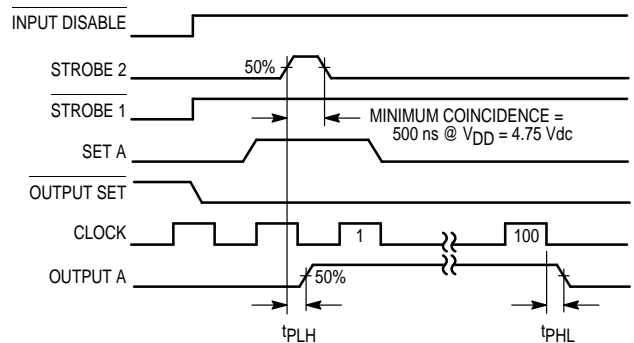 INPUT DISABLE
STROBE 2
50%
STROBE 1
MINIMUM COINCIDENCE =
500 ns @ VDD = 4.75 Vdc
SET A
OUTPUT SET
CLOCK
1
100
OUTPUT A
50%
tPLH
tPHL